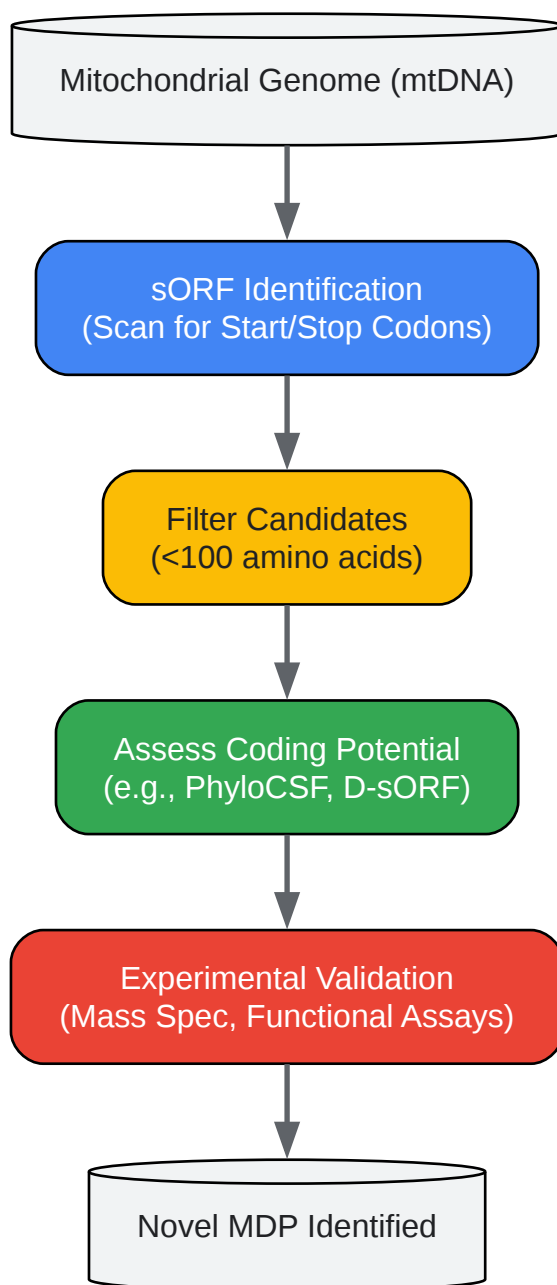 Mitochondrial Genome (mtDNA)
sORF Identification
(Scan for Start/Stop Codons)
Filter Candidates
(<100 amino acids)
Assess Coding Potential
(e.g., PhyloCSF, D-sORF)
Experimental Validation
(Mass Spec, Functional Assays)
Novel MDP Identified